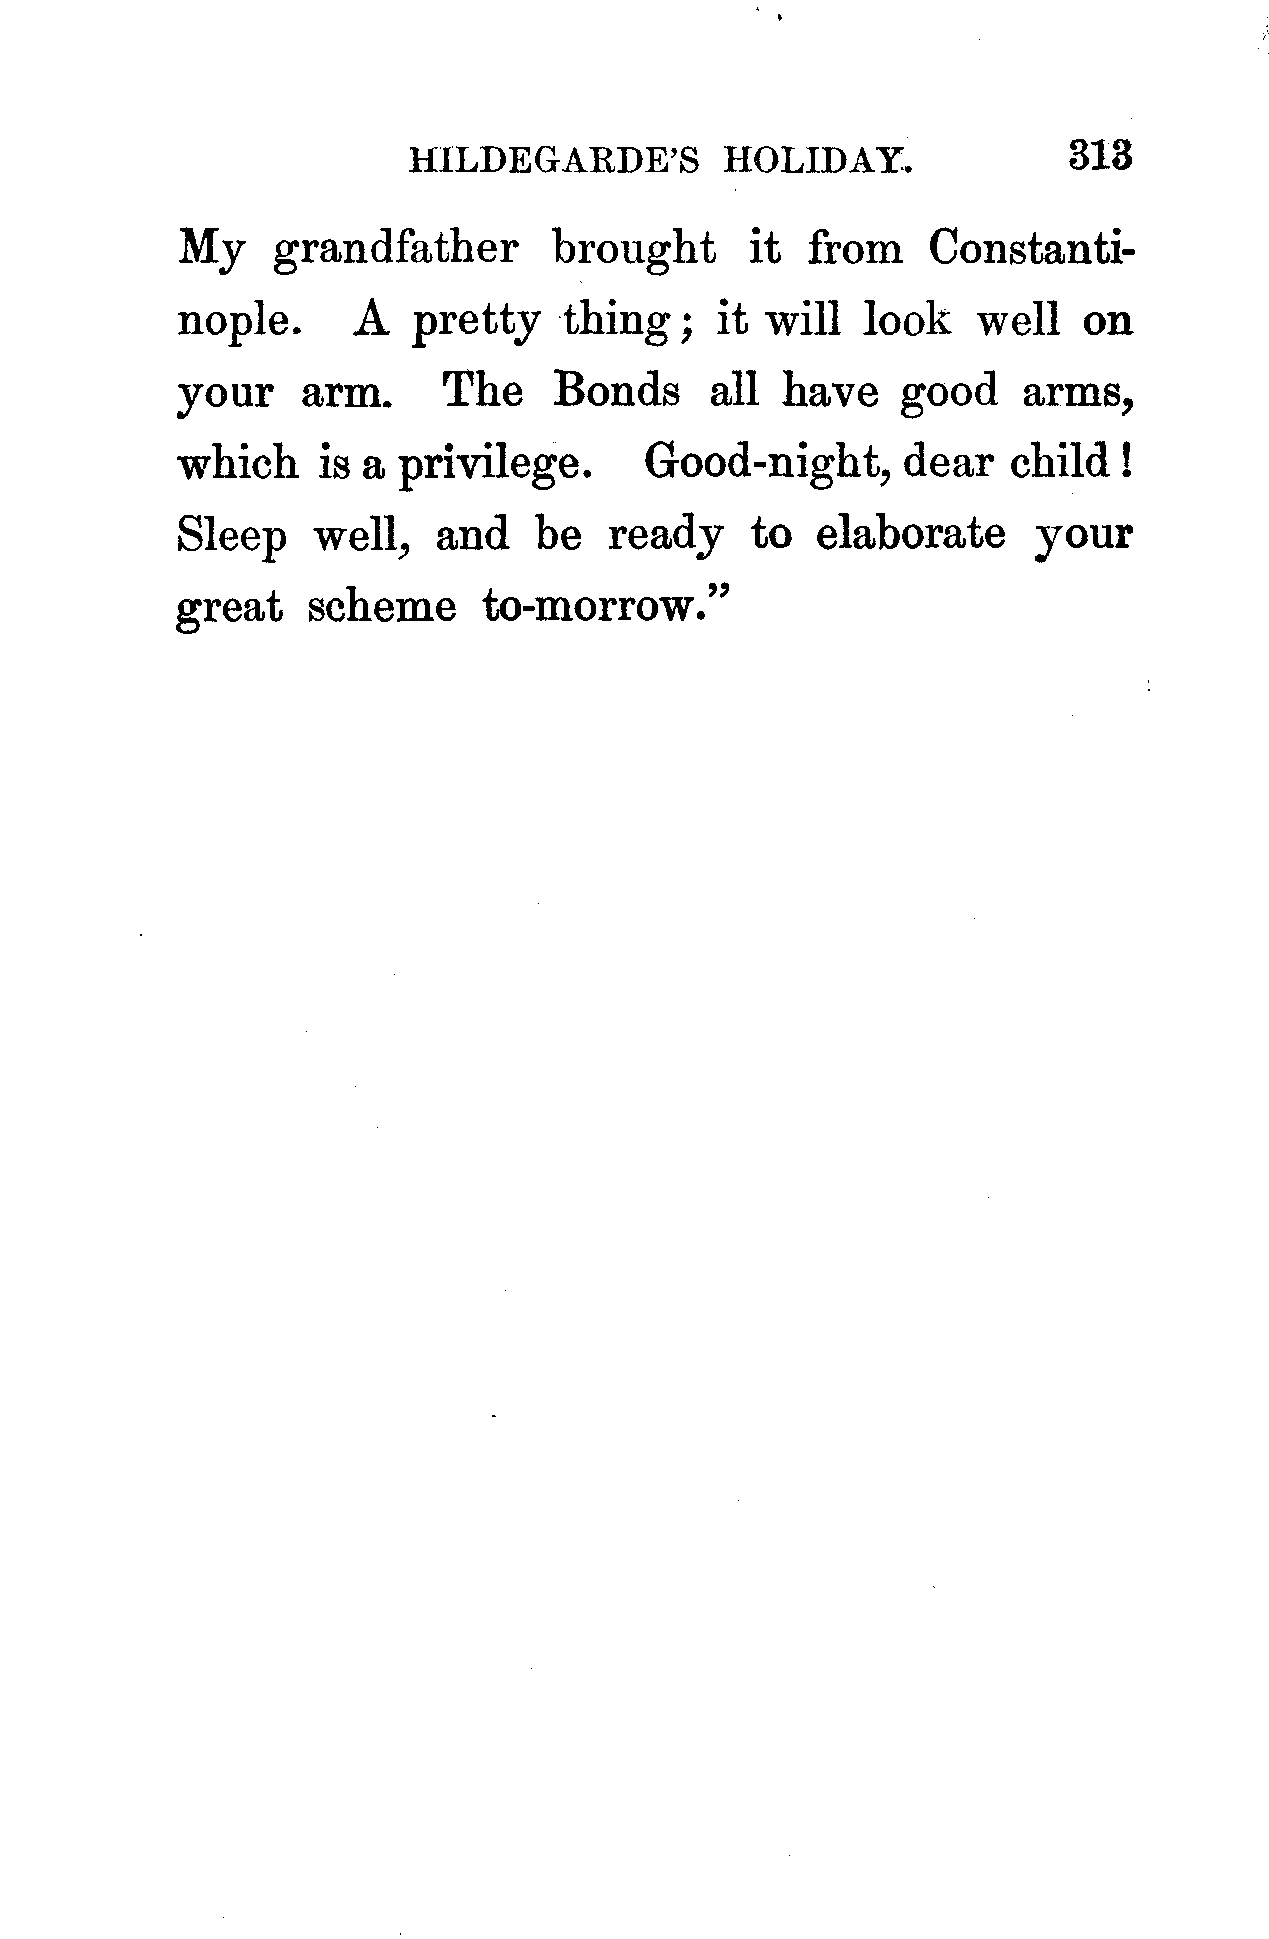 HILDEGARDE'S HOLIDAY. 313
My grandfather brought it from Constanti-
nople. A pretty thing; it will look well on
your arm. The Bonds all have good arms,
which is a privilege. Good-night, dear child!
Sleep well, and be ready to elaborate your
great scheme to-morrow."